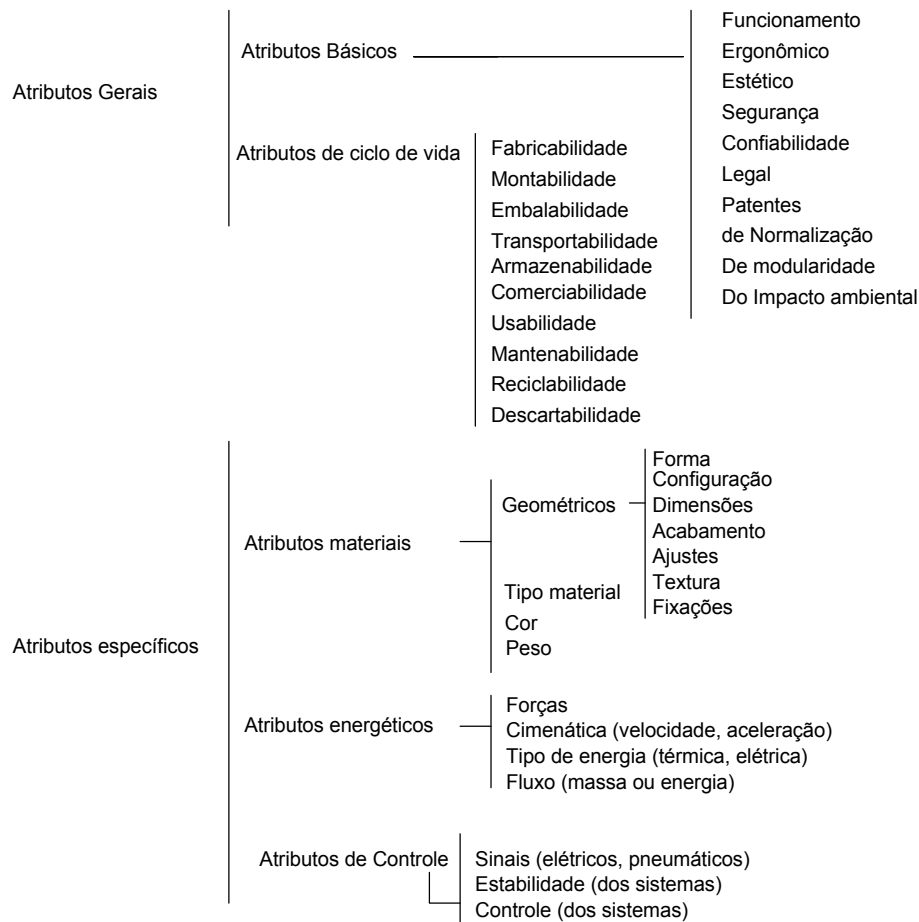 Atributos Gerais
Atributos Básicos
Funcionamento
Ergonômico
Estético
Segurança
Confiabilidade
Legal
Patentes
de Normalização
De modularidade
Do Impacto ambiental
Atributos de ciclo de vida
Fabricabilidade
Montabilidade
Embalabilidade
Transportabilidade
Armazenabilidade
Comerciabilidade
Usabilidade
Mantenabilidade
Reciclabilidade
Descartabilidade
Atributos específicos
Atributos materiais
Geométricos
Forma
Configuração
Dimensões
Acabamento
Ajustes
Textura
Fixações
Tipo material
Cor
Peso
Atributos energéticos
Forças
Cimenática (velocidade, aceleração)
Tipo de energia (térmica, elétrica)
Fluxo (massa ou energia)
Atributos de Controle
Sinais (elétricos, pneumáticos)
Estabilidade (dos sistemas)
Controle (dos sistemas)